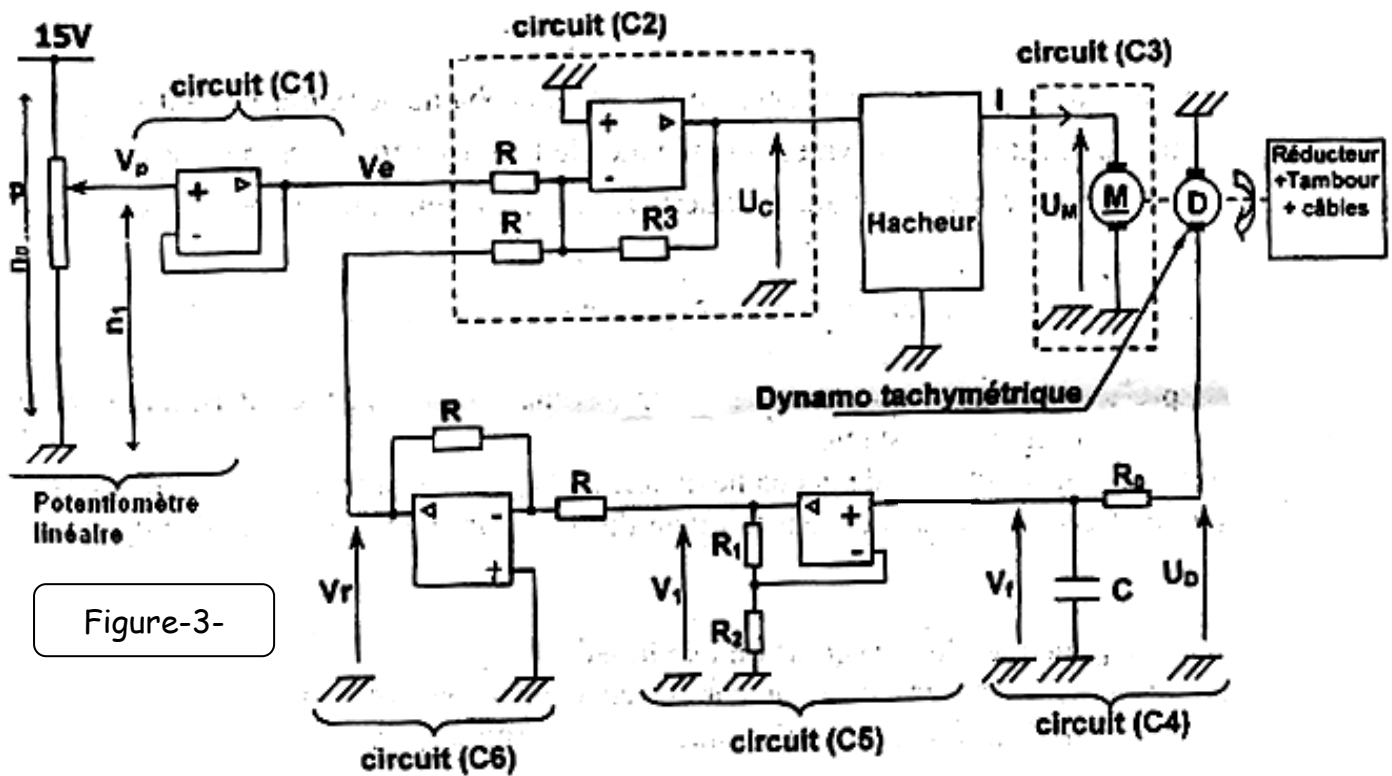 circuit (C2)
15V
circuit (C1)
circuit (C3)
Vp
+
-
Ve
R
R
R3
+
-
UC
Hacheur
I
UM
M
D
Réducteur
+Tambour
+ câbles
n1
Dynamo tachymétrique
Potentiomètre
linéaire
R
R
-
+
Vr
V1
R1
R2
+
-
Vf
C
UD
circuit (C6)
circuit (C5)
circuit (C4)
Figure-3-